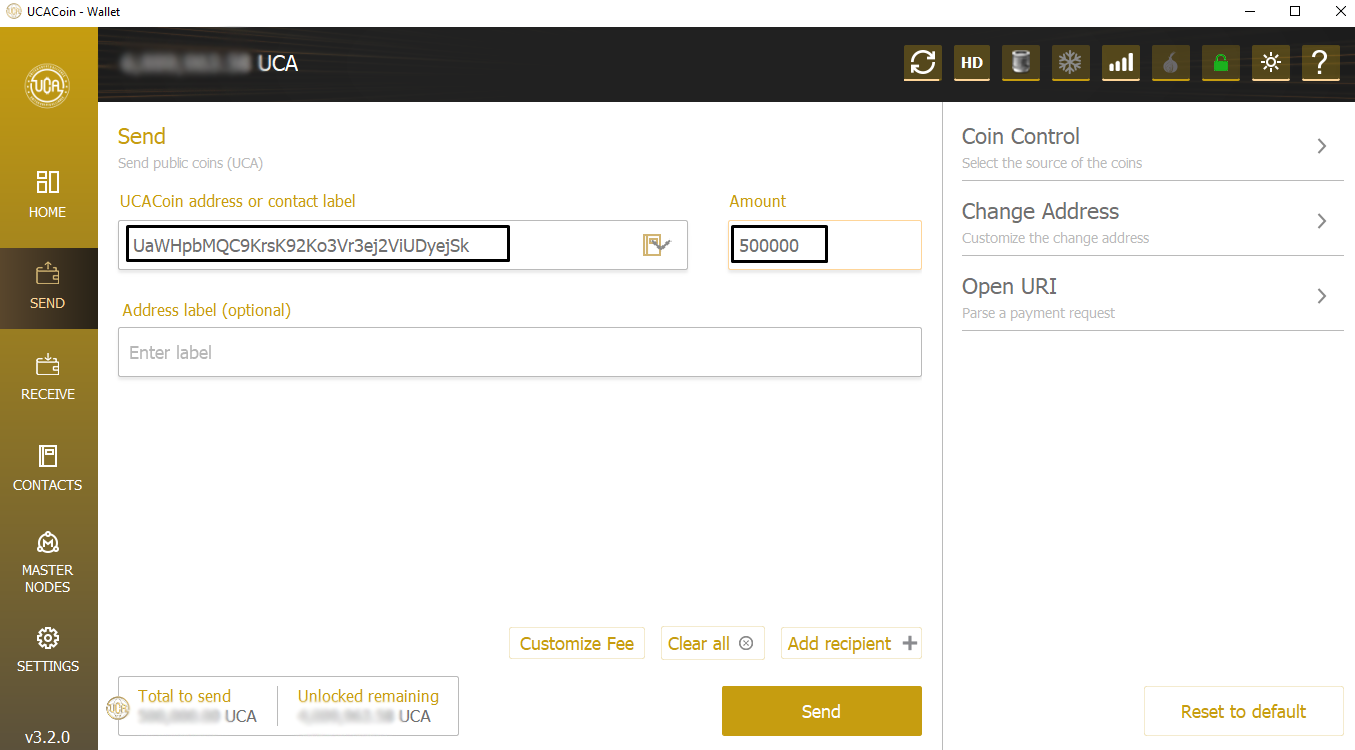 UCACoin - Wallet
UCA
UCA
HD
?
HOME
SEND
RECEIVE
CONTACTS
MASTER
NODES
SETTINGS
v3.2.0
Send
Send public coins (UCA)
UCACoin address or contact label
Amount
UaWHpbMQC9KrsK92Ko3Vr3ej2ViUDyejSk
500000
Address label (optional)
Enter label
Customize Fee
Clear all
Add recipient
Total to send
UCA
Unlocked remaining
UCA
UCA
Send
Coin Control
Select the source of the coins
Change Address
Customize the change address
Open URI
Parse a payment request
Reset to default